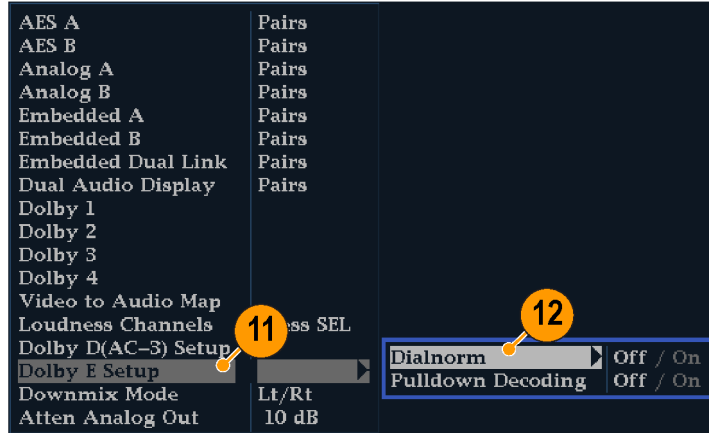 AES A Pairs
AES B Pairs
Analog A Pairs
Analog B Pairs
Embedded A Pairs
Embedded B Pairs
Embedded Dual Link Pairs
Dual Audio Display Pairs
Dolby 1
Dolby 2
Dolby 3
Dolby 4
Video to Audio Map
Loudness Channels SEL
11
12
Dolby D(AC-3) Setup
Dolby E Setup
Dialnorm Off / On
Pulldown Decoding Off / On
Downmix Mode Lt/Rt
Atten Analog Out 10 dB